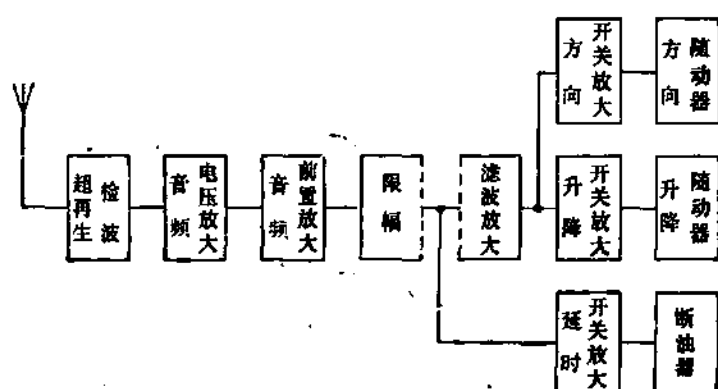 超再生
检波
音频
电压放大
音频
前置放大
限幅
滤波放大
方向
开关放大
方向
随动器
升降
开关放大
升降
随动器
延时
开关放大
断油器